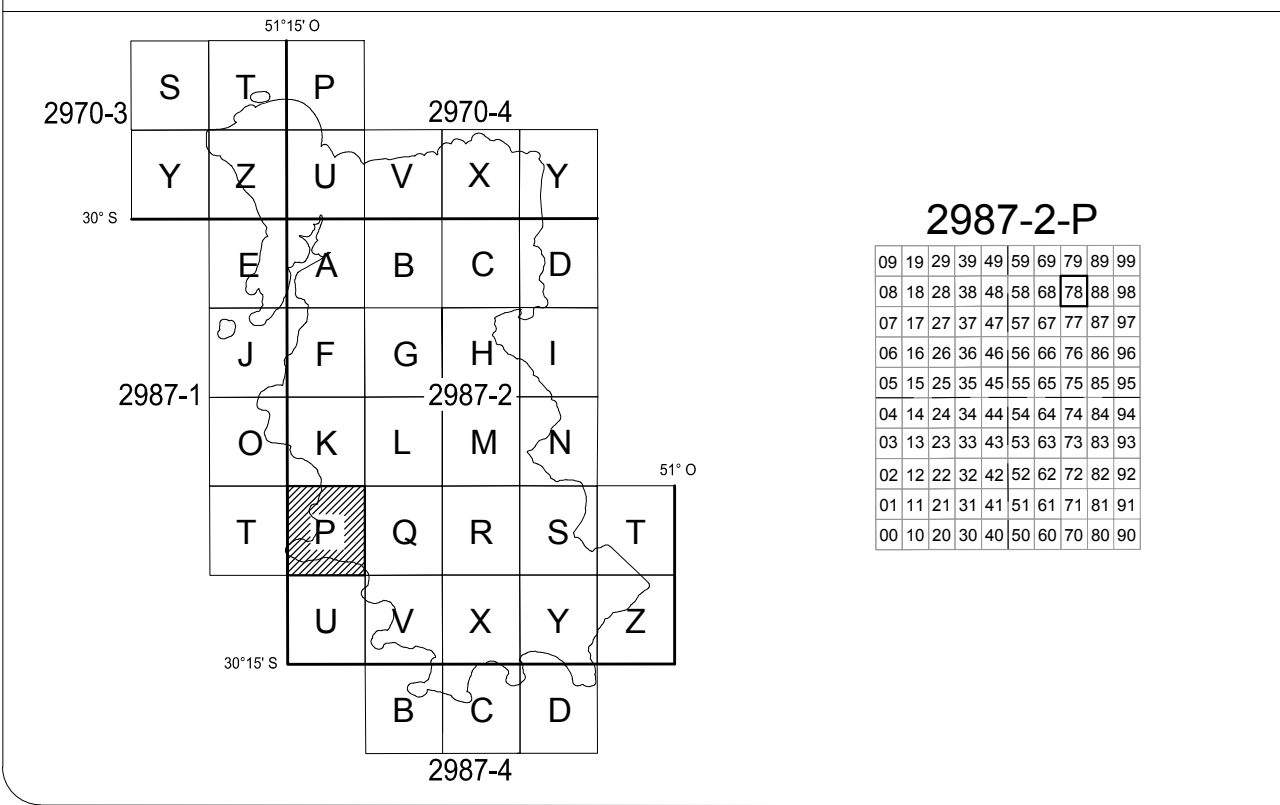 51°15' O
S T P
2970-3 2970-4
Y Z U V X Y
30° S
E A B C D
J F G H I
2987-1 2987-2
O K L M N
51° O
T P Q R S T
U V X Y Z
30°15' S
B C D
2987-4
2987-2-P
09 19 29 39 49 59 69 79 89 99
08 18 28 38 48 58 68 78 88 98
07 17 27 37 47 57 67 77 87 97
06 16 26 36 46 56 66 76 86 96
05 15 25 35 45 55 65 75 85 95
04 14 24 34 44 54 64 74 84 94
03 13 23 33 43 53 63 73 83 93
02 12 22 32 42 52 62 72 82 92
01 11 21 31 41 51 61 71 81 91
00 10 20 30 40 50 60 70 80 90